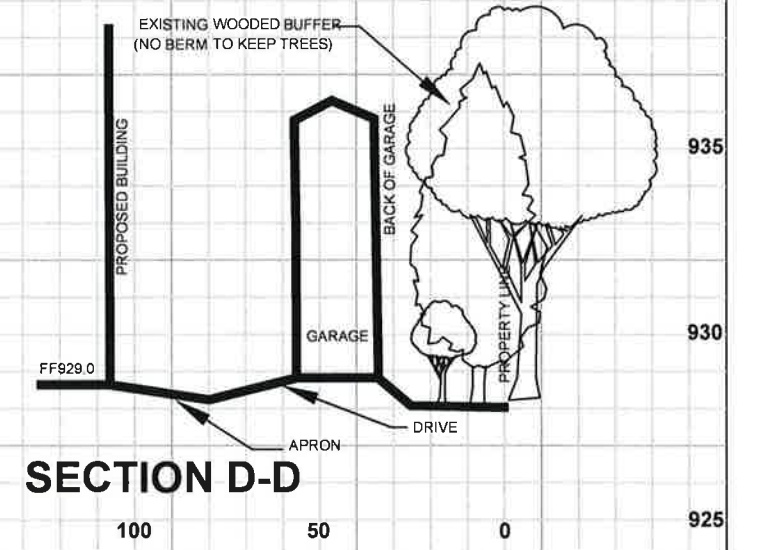 EXISTING WOODED BUFFER
(NO BERM TO KEEP TREES)
PROPOSED BUILDING
BACK OF GARAGE
935
PROPERTY LINE
930
GARAGE
FF929.0
DRIVE
APRON
SECTION D-D
925
100
50
0